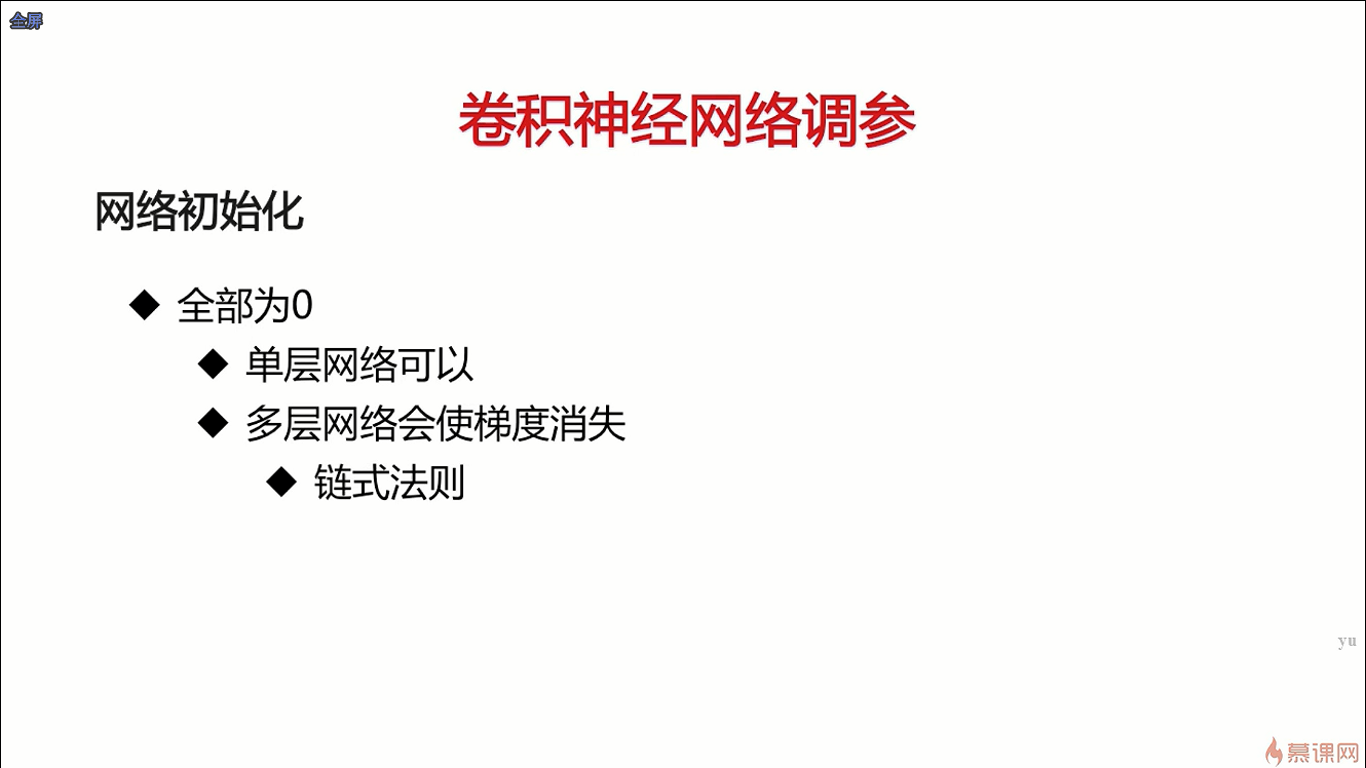 全屏
卷积神经网络调参
网络初始化
◆ 全部为0
◆ 单层网络可以
◆ 多层网络会使梯度消失
◆ 链式法则
yu
慕课网